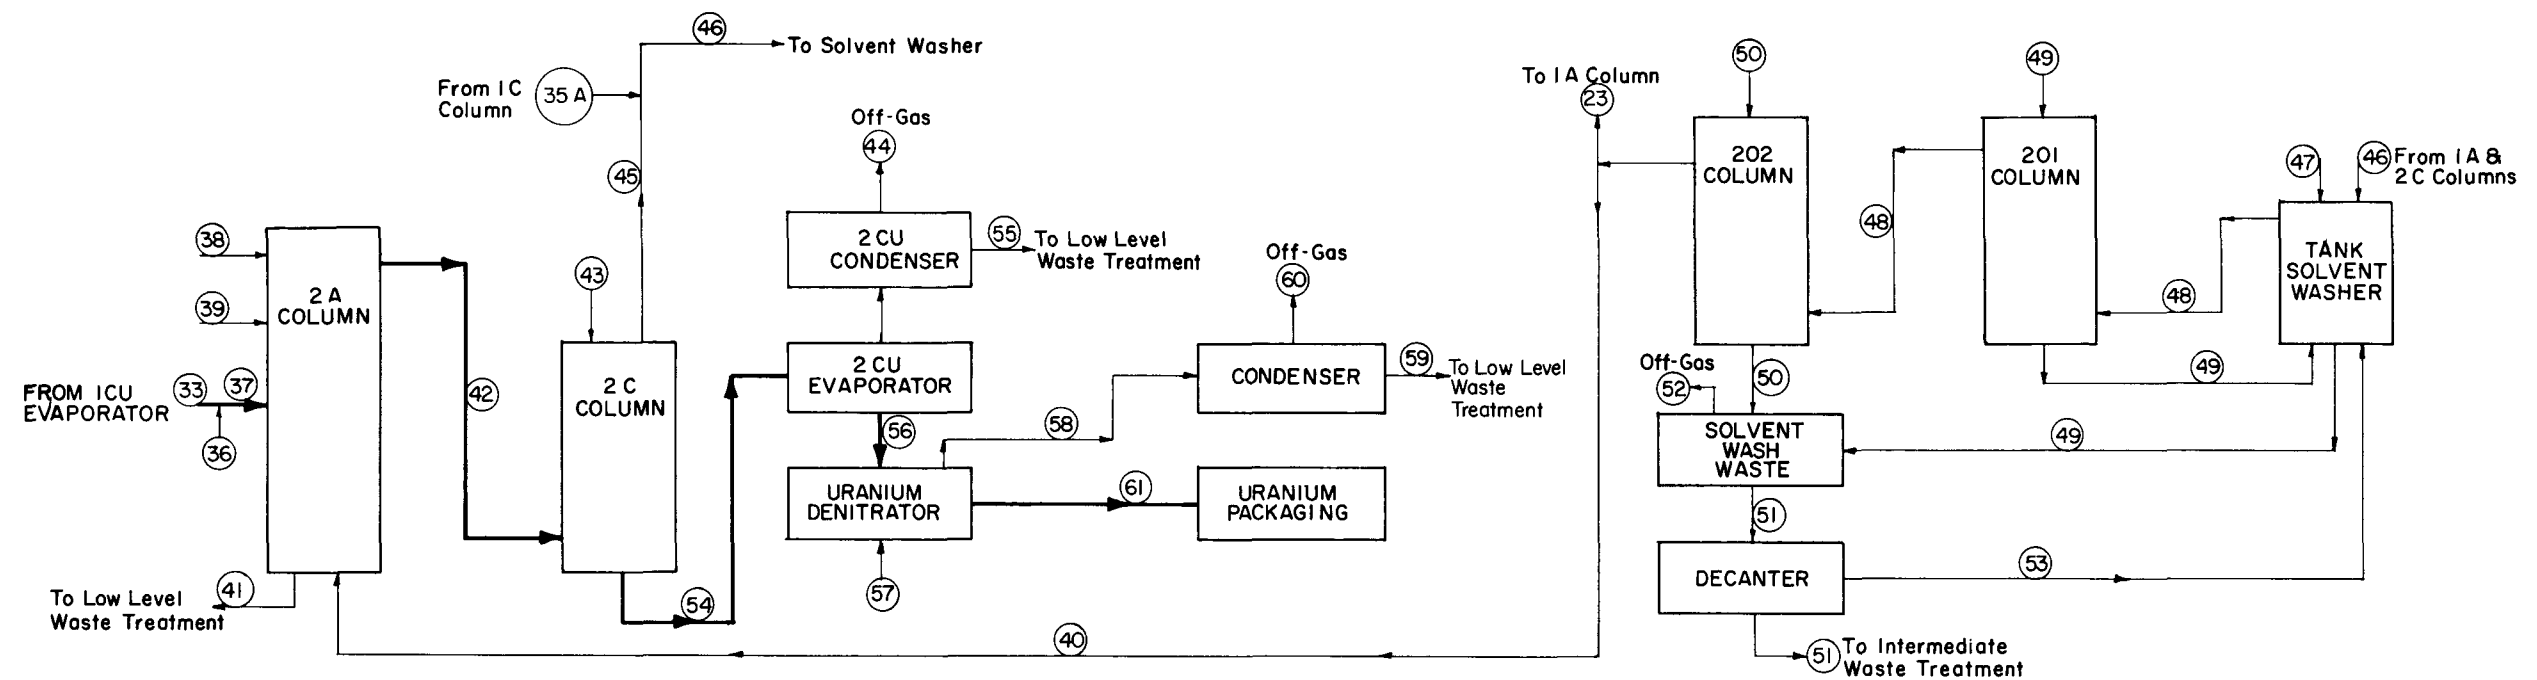 46
To Solvent Washer
From 1C
Column
35 A
45
Off-Gas
44
2 CU
CONDENSER
55
To Low Level
Waste Treatment
38
39
2 A
COLUMN
FROM 1CU
EVAPORATOR
33
37
36
42
43
2 C
COLUMN
2 CU
EVAPORATOR
56
58
Off-Gas
60
CONDENSER
59
To Low Level
Waste
Treatment
URANIUM
DENITRATOR
61
URANIUM
PACKAGING
57
54
41
To Low Level
Waste Treatment
40
To 1A Column
23
50
202
COLUMN
48
49
201
COLUMN
48
47
46
From 1A &
2C Columns
TANK
SOLVENT
WASHER
49
50
Off-Gas
52
SOLVENT
WASH
WASTE
49
51
DECANTER
53
51
To Intermediate
Waste Treatment